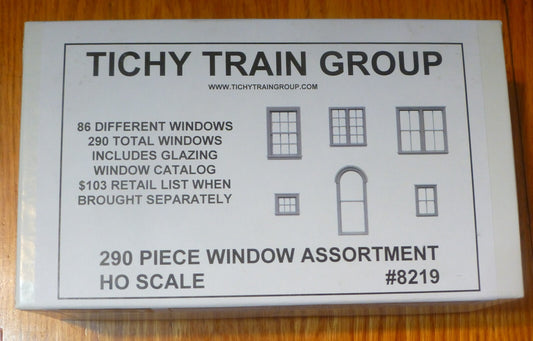 TICHY TRAIN GROUP
WWW.TICHYTRAINGROUP.COM
86 DIFFERENT WINDOWS
290 TOTAL WINDOWS
INCLUDES GLAZING
WINDOW CATALOG
$103 RETAIL LIST WHEN
BROUGHT SEPARATELY
290 PIECE WINDOW ASSORTMENT
HO SCALE #8219